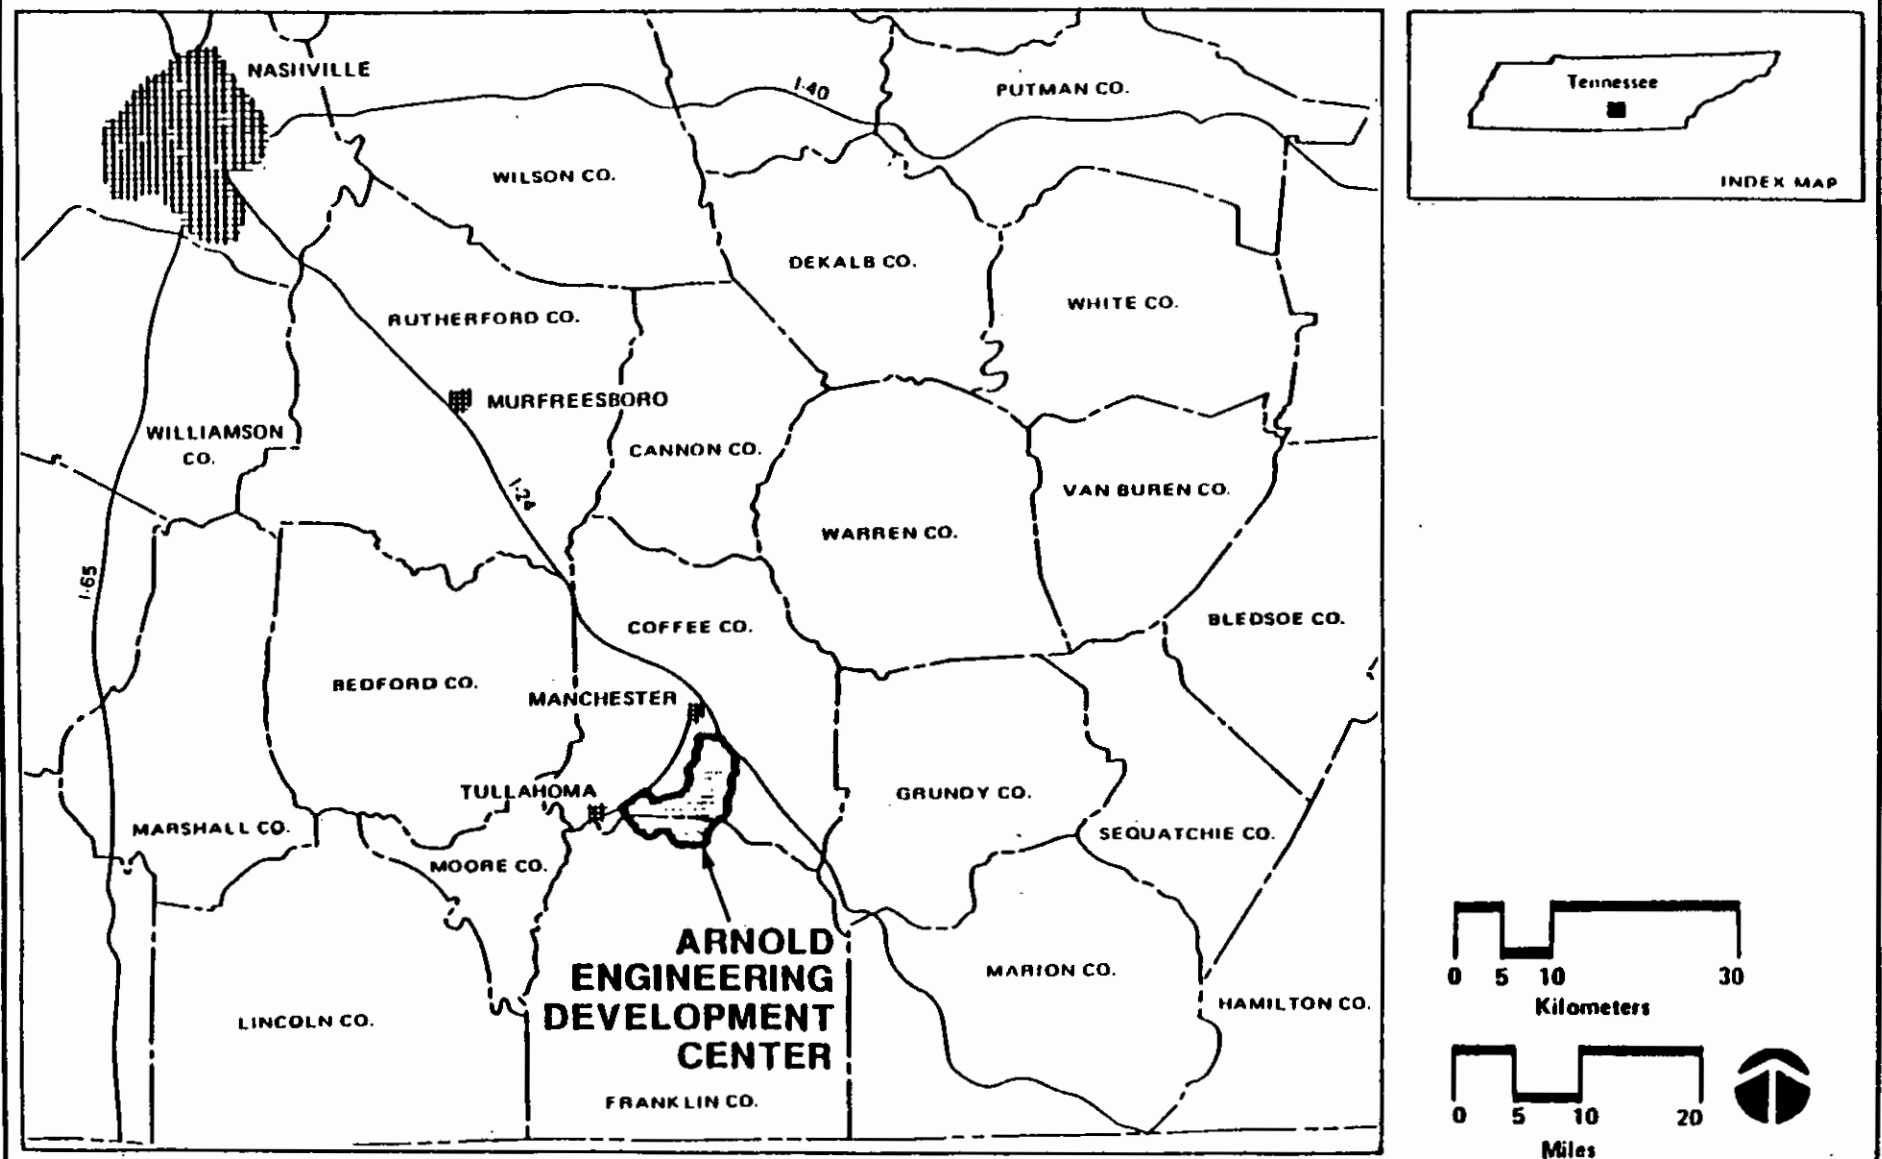 NASHVILLE
I-40
PUTMAN CO.
Tennessee
INDEX MAP
WILSON CO.
DEKALB CO.
WHITE CO.
RUTHERFORD CO.
MURFREESBORO
WILLIAMSON
CO.
CANNON CO.
I-24
VAN BUREN CO.
WARREN CO.
I-65
COFFEE CO.
BLEDSOE CO.
BEDFORD CO.
MANCHESTER
TULLAHOMA
GRUNDY CO.
MARSHALL CO.
SEQUATCHIE CO.
MOORE CO.
ARNOLD
ENGINEERING
DEVELOPMENT
CENTER
MARION CO.
HAMILTON CO.
LINCOLN CO.
FRANKLIN CO.
0 5 10 30
Kilometers
0 5 10 20
Miles